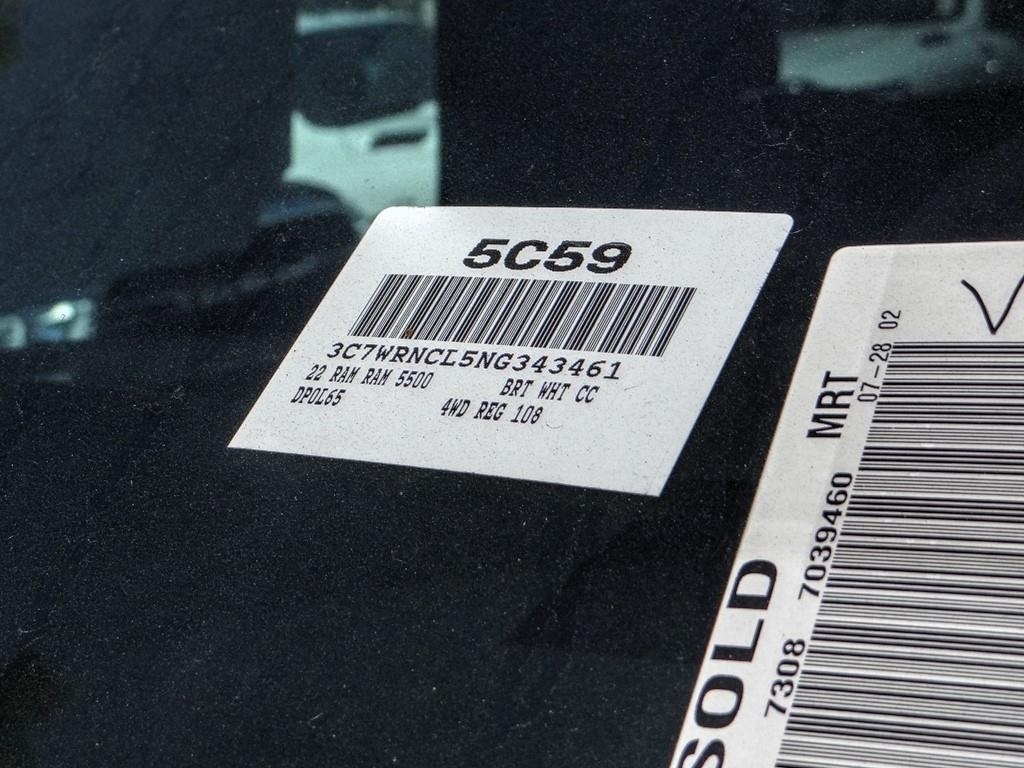 5C59
3C7WRNCL5NG343461
22 RAM RAM 5500 BRT WHT CC
DP0L65 4WD REG 108
MRT 07-28 02
SOLD 7308 7039460